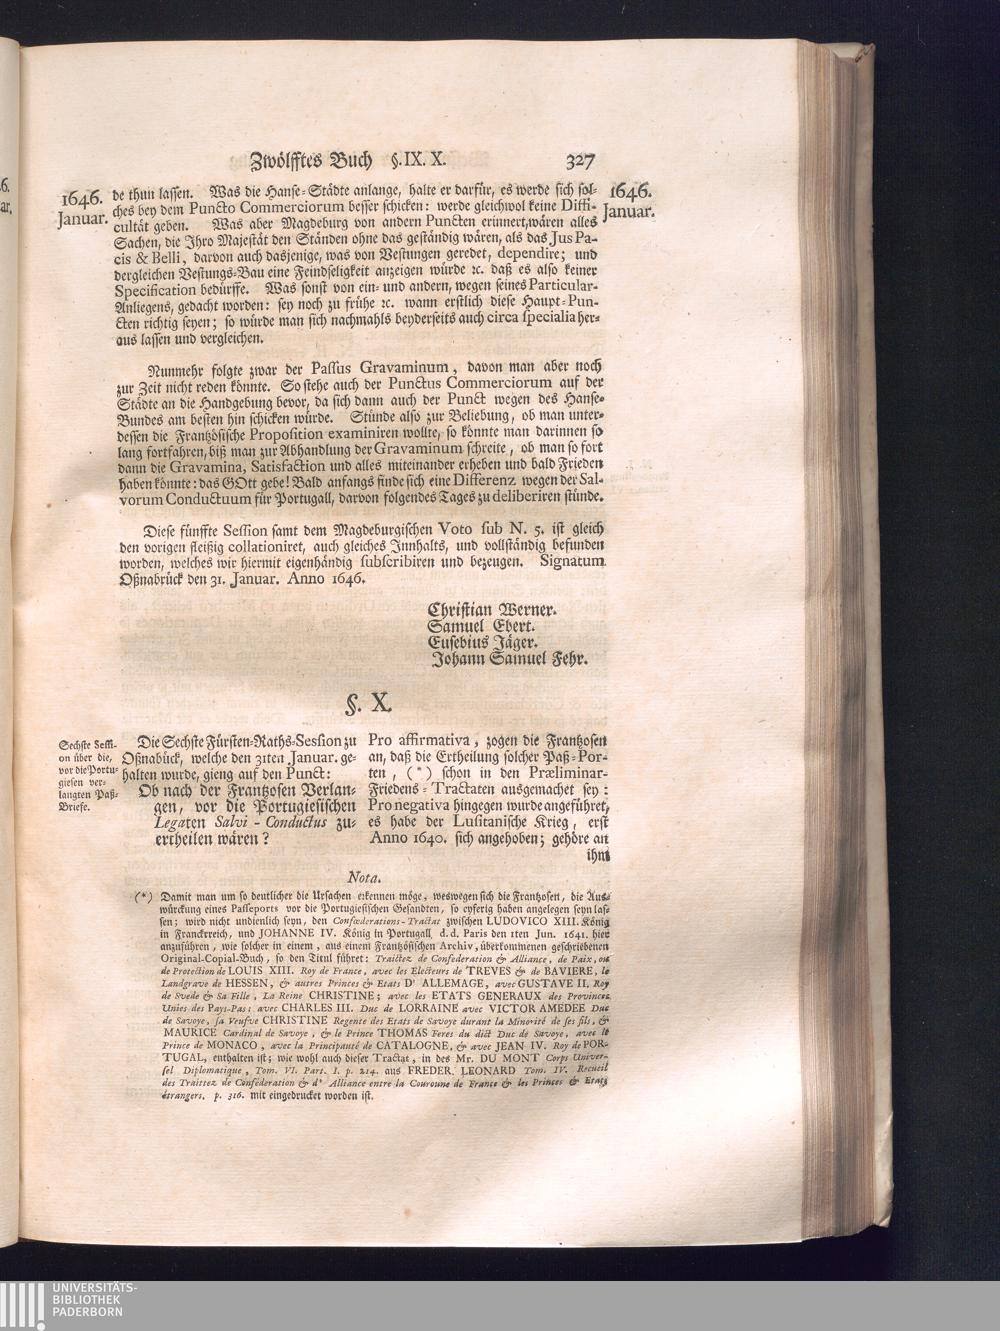 Zwölfftes Buch §. IX. X. 327
1646.
Januar.
1646.
Januar.
de thun lassen. Was die Hanse-Städte anlange, halte er darfür, es werde sich sol-
ches bey dem Puncto Commerciorum besser schicken: werde gleichwol keine Diffi-
cultät geben. Was aber Magdeburg von andern Puncten erinnert, wären alles
Sachen, die Ihro Majestät den Ständen ohne das geständig wären, als das Jus Pa-
cis & Belli, darvon auch dasjenige, was von Vestungen geredet, dependire; und
dergleichen Vestungs-Bau eine Feindseligkeit anzeigen würde ꝛc. daß es also keiner
Specification bedürffe. Was sonst von ein- und andern, wegen seines Particular-
Anliegens, gedacht worden: sey noch zu frühe ꝛc. wann erstlich diese Haupt-Pun-
cten richtig seyen; so würde man sich nachmahls beyderseits auch circa specialia her-
aus lassen und vergleichen.
Nunmehr folgte zwar der Passus Gravaminum, davon man aber noch
zur Zeit nicht reden könnte. So stehe auch der Punctus Commerciorum auf der
Städte an die Handgebung bevor, da sich dann auch der Punct wegen des Hanse-
Bundes am besten hin schicken würde. Stünde also zur Beliebung, ob man unter-
dessen die Frantzösische Proposition examiniren wollte, so könnte man darinnen so
lang fortfahren, biß man zur Abhandlung der Gravaminum schreite, ob man so fort
dann die Gravamina, Satisfaction und alles miteinander erheben und bald Frieden
haben könnte: das GOtt gebe! Bald anfangs finde sich eine Differenz wegen der Sal-
vorum Conductuum für Portugall, darvon folgendes Tages zu deliberiren stünde.
Diese fünffte Session samt dem Magdeburgischen Voto sub N. 5. ist gleich
den vorigen fleißig collationiret, auch gleiches Innhalts, und vollständig befunden
worden, welches wir hiermit eigenhändig subscribiren und bezeugen. Signatum
Oßnabrück den 31. Januar. Anno 1646.
Christian Werner.
Samuel Ebert.
Eusebius Jäger.
Johann Samuel Fehr.
§. X.
Sechste Sessi-
on über die,
vor die Portu-
giesen ver-
langten Paß-
Briefe.
Die Sechste Fürsten-Raths-Session zu
Oßnabück, welche den 31ten Januar. ge-
halten wurde, gieng auf den Punct:
Ob nach der Frantzosen Verlan-
gen, vor die Portugiesischen
Legaten Salvi - Conductus zu-
ertheilen wären?
Pro affirmativa, zogen die Frantzosen
an, daß die Ertheilung solcher Paß-Por-
ten, (*) schon in den Præliminar-
Friedens-Tractaten ausgemachet sey:
Pro negativa hingegen wurde angeführet,
es habe der Lusitanische Krieg, erst
Anno 1640. sich angehoben; gehöre an
ihm
Nota.
(*) Damit man um so deutlicher die Ursachen erkennen möge, weswegen sich die Frantzosen, die Aus-
würckung eines Passeports vor die Portugiesischen Gesandten, so eyferig haben angelegen seyn las-
sen; wird nicht undienlich seyn, den Confœderations-Tractat zwischen LUDOVICO XIII. König
in Franckreich, und JOHANNE IV. König in Portugall, d. d. Paris den 1ten Jun. 1641. hier
anzuführen, wie solcher in einem, aus einem Frantzösischen Archiv, überkommenen geschriebenen
Original-Copial-Buch, so den Titul führet: Traictez de Confederation & Alliance, de Paix, ou
de Protection de LOUIS XIII. Roy de France, avec les Electeurs de TREVES & de BAVIERE, le
Landgrave de HESSEN, & autres Princes & Etats D' ALLEMAGE, avec GUSTAVE II. Roy
de Svede & Sa Fille, La Reine CHRISTINE; avec les ETATS GENERAUX des Provinces
Unies des Pays-Pas: avec CHARLES III. Duc de LORRAINE avec VICTOR AMEDEE Duc
de Savoye, sa Veufve CHRISTINE Regente des Etats de Savoye durant la Minorité de ses fils, &
MAURICE Cardinal de Savoye, & le Prince THOMAS Feres du dict Duc de Savoye, avec le
Prince de MONACO, avec la Principauté de CATALOGNE, & avec JEAN IV. Roy de POR-
TUGAL, enthalten ist; wie wohl auch dieser Tractat, in des Mr. DU MONT Corps Univer-
sel Diplomatique, Tom. VI. Part. I. p. 214. aus FREDER. LEONARD Tom. IV. Recueil
des Traittez de Confederation & d' Alliance entre la Couroune de France & les Princes & Etats
étrangers. p. 316. mit eingedrucket worden ist.
UNIVERSITÄTS-
BIBLIOTHEK
PADERBORN